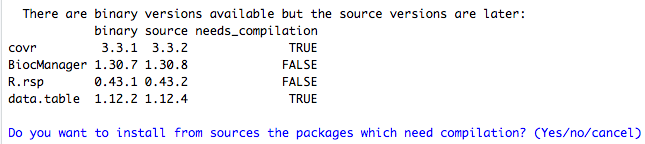 There are binary versions available but the source versions are later:
binary source needs_compilation
covr 3.3.1 3.3.2 TRUE
BiocManager 1.30.7 1.30.8 FALSE
R.rsp 0.43.1 0.43.2 FALSE
data.table 1.12.2 1.12.4 TRUE
Do you want to install from sources the packages which need compilation? (Yes/no/cancel)